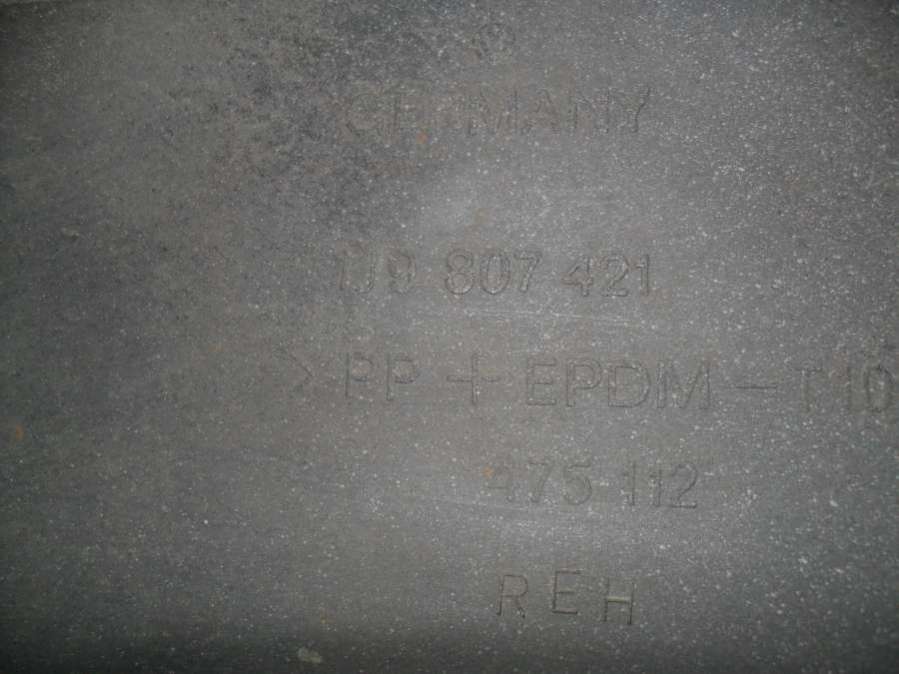 GERMANY
1J9 807 421
>PP + EPDM - T10
475 112
REH